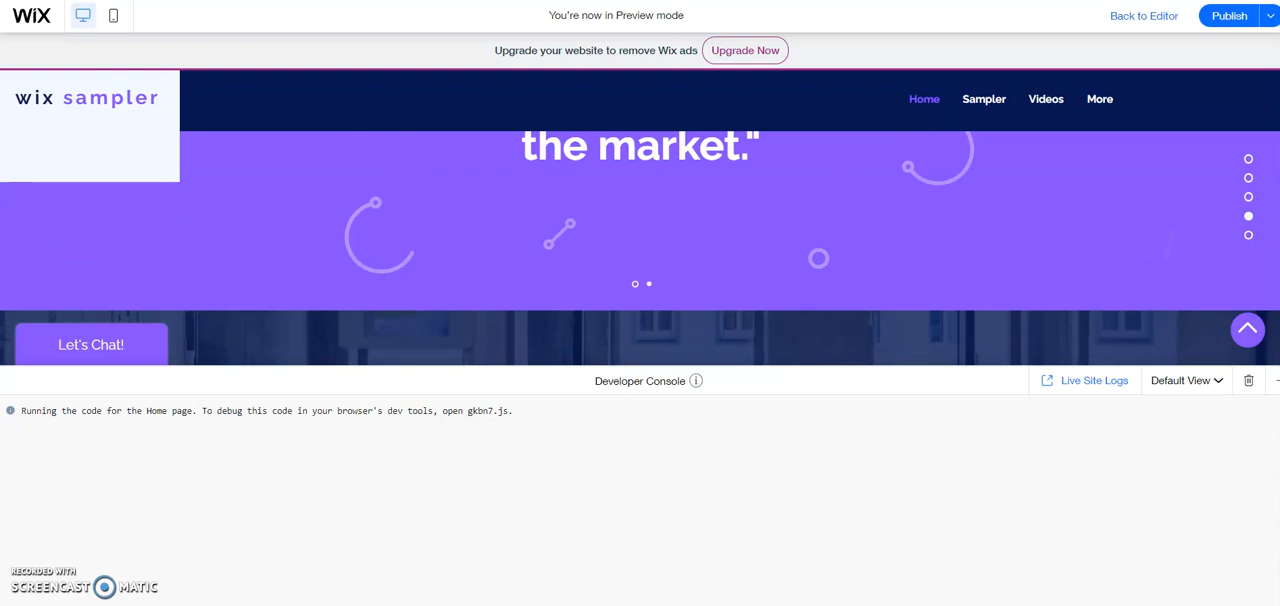 WiX
You're now in Preview mode
Back to Editor
Publish
Upgrade your website to remove Wix ads
Upgrade Now
wix sampler
Home
Sampler
Videos
More
the market."
Let's Chat!
Developer Console
Live Site Logs
Default View
Running the code for the Home page. To debug this code in your browser's dev tools, open gkbn7.js.
RECORDED WITH
SCREENCAST MATIC